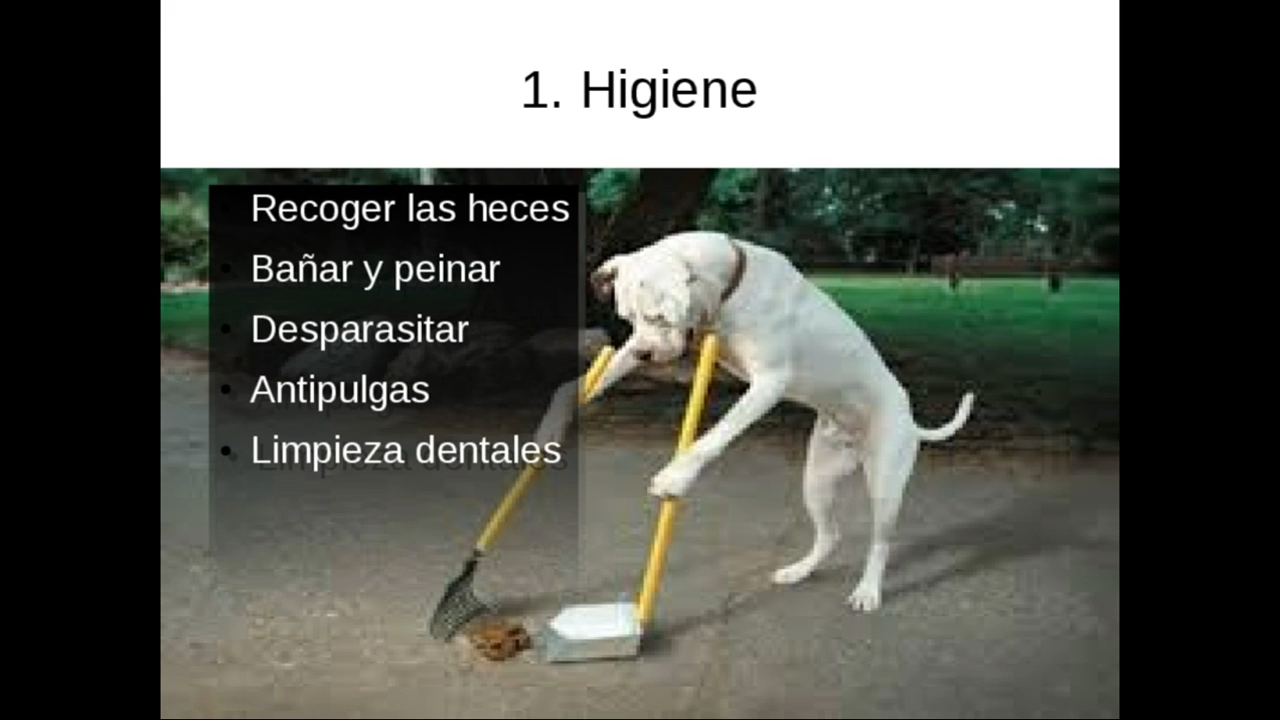 1. Higiene
Recoger las heces
Bañar y peinar
Desparasitar
Antipulgas
Limpieza dentales